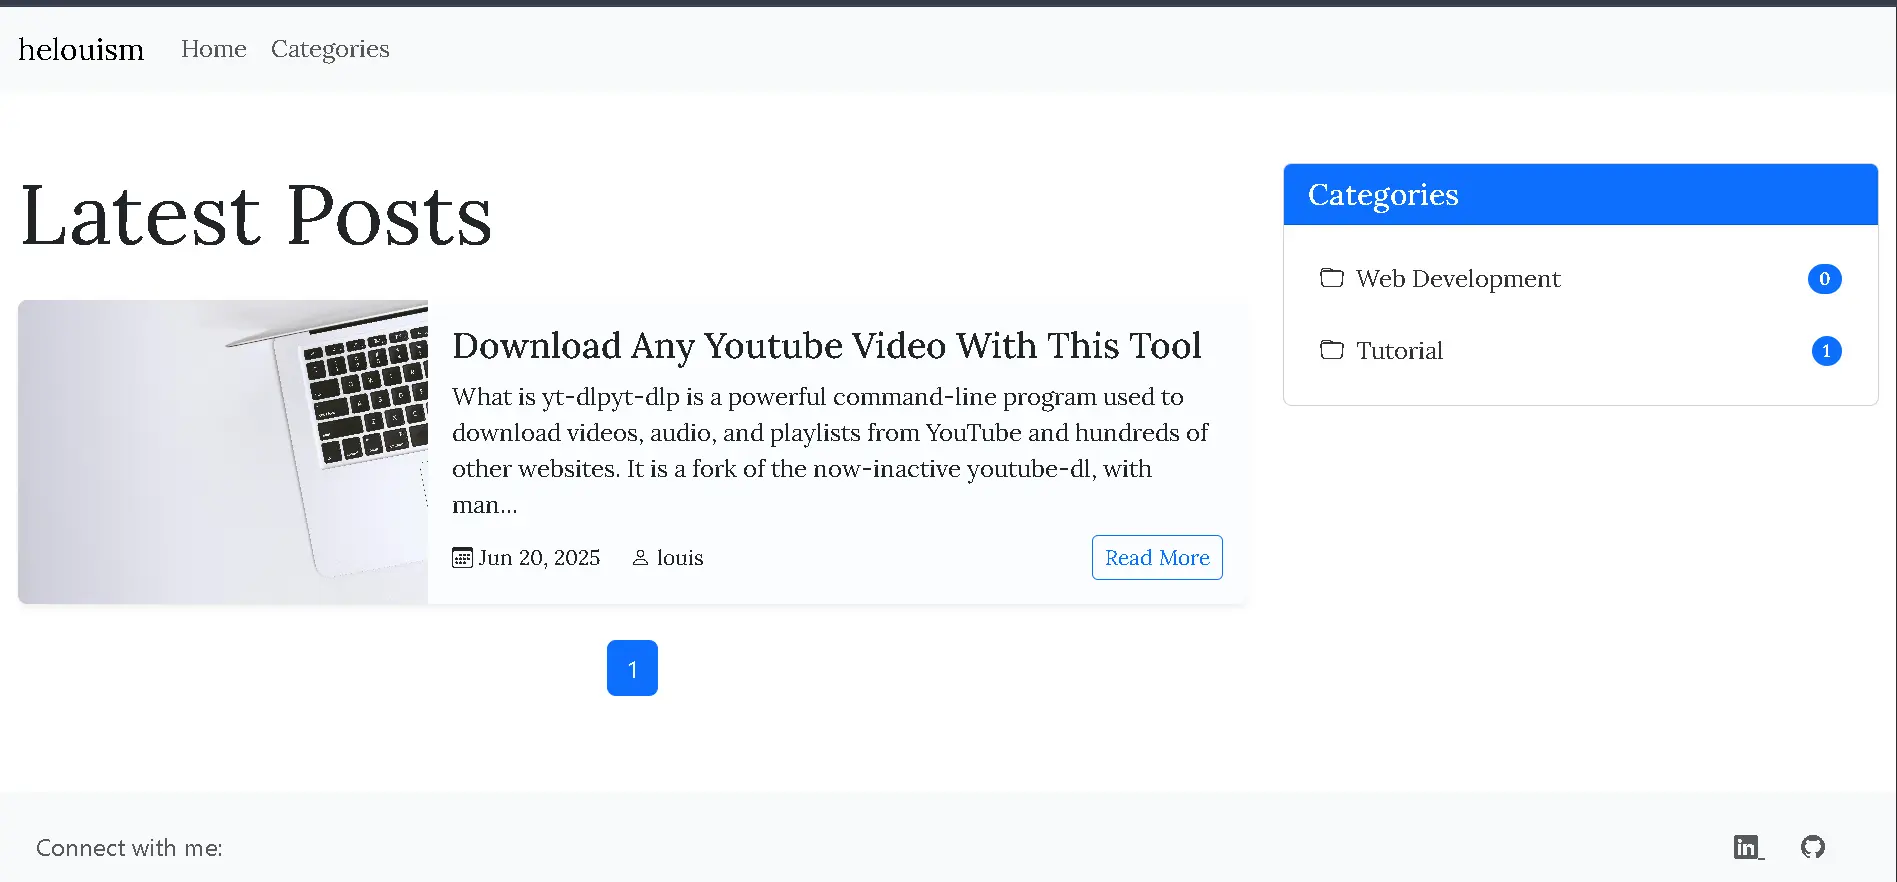 helouism Home Categories
Latest Posts
Download Any Youtube Video With This Tool
What is yt-dlpyt-dlp is a powerful command-line program used to
download videos, audio, and playlists from YouTube and hundreds of
other websites. It is a fork of the now-inactive youtube-dl, with
man...
Jun 20, 2025 louis Read More
1
Categories
Web Development 0
Tutorial 1
Connect with me: